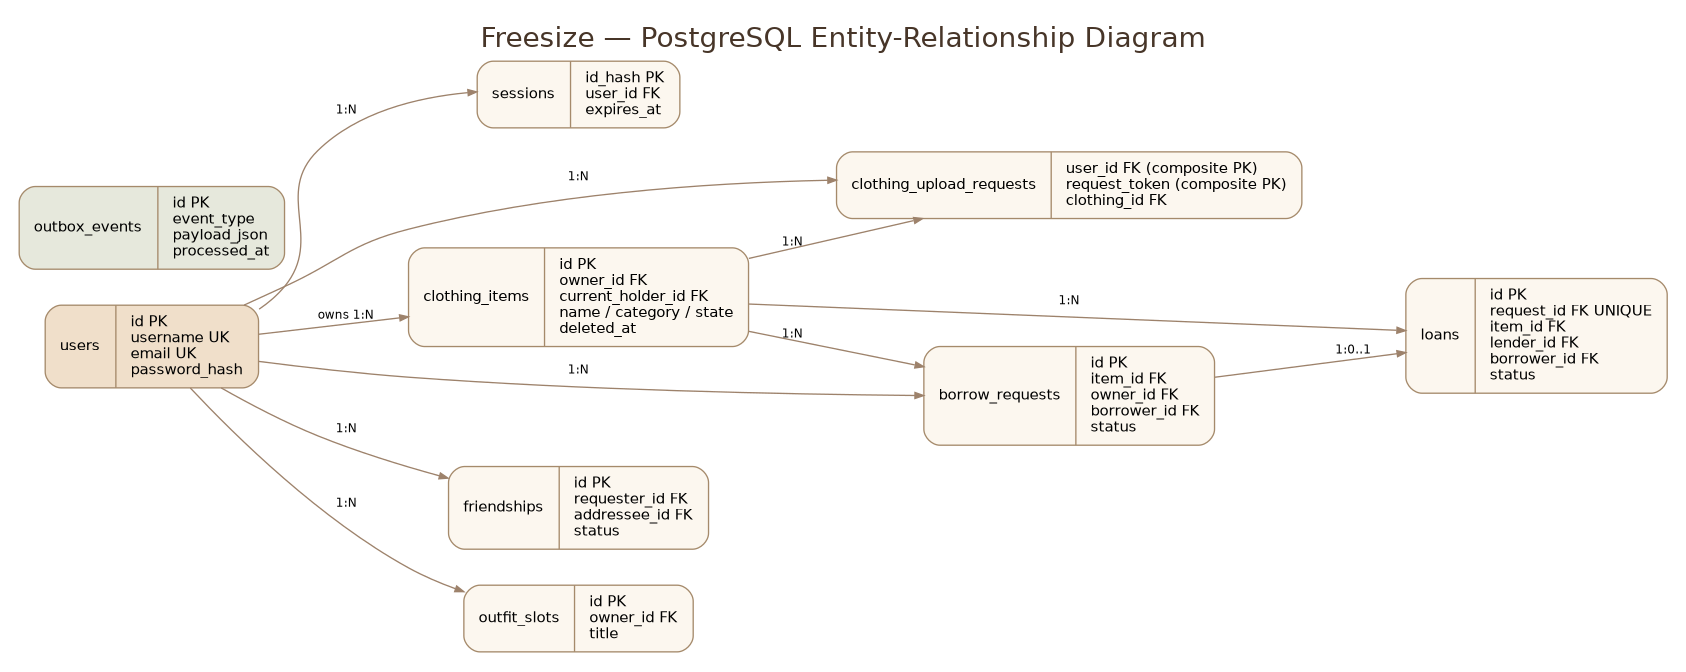 Freesize — PostgreSQL Entity-Relationship Diagram
sessions
id_hash PK
user_id FK
expires_at
1:N
clothing_upload_requests
user_id FK (composite PK)
request_token (composite PK)
clothing_id FK
1:N
outbox_events
id PK
event_type
payload_json
processed_at
clothing_items
id PK
owner_id FK
current_holder_id FK
name / category / state
deleted_at
1:N
1:N
1:N
owns 1:N
users
id PK
username UK
email UK
password_hash
loans
id PK
request_id FK UNIQUE
item_id FK
lender_id FK
borrower_id FK
status
1:0..1
1:N
borrow_requests
id PK
item_id FK
owner_id FK
borrower_id FK
status
1:N
friendships
id PK
requester_id FK
addressee_id FK
status
1:N
outfit_slots
id PK
owner_id FK
title